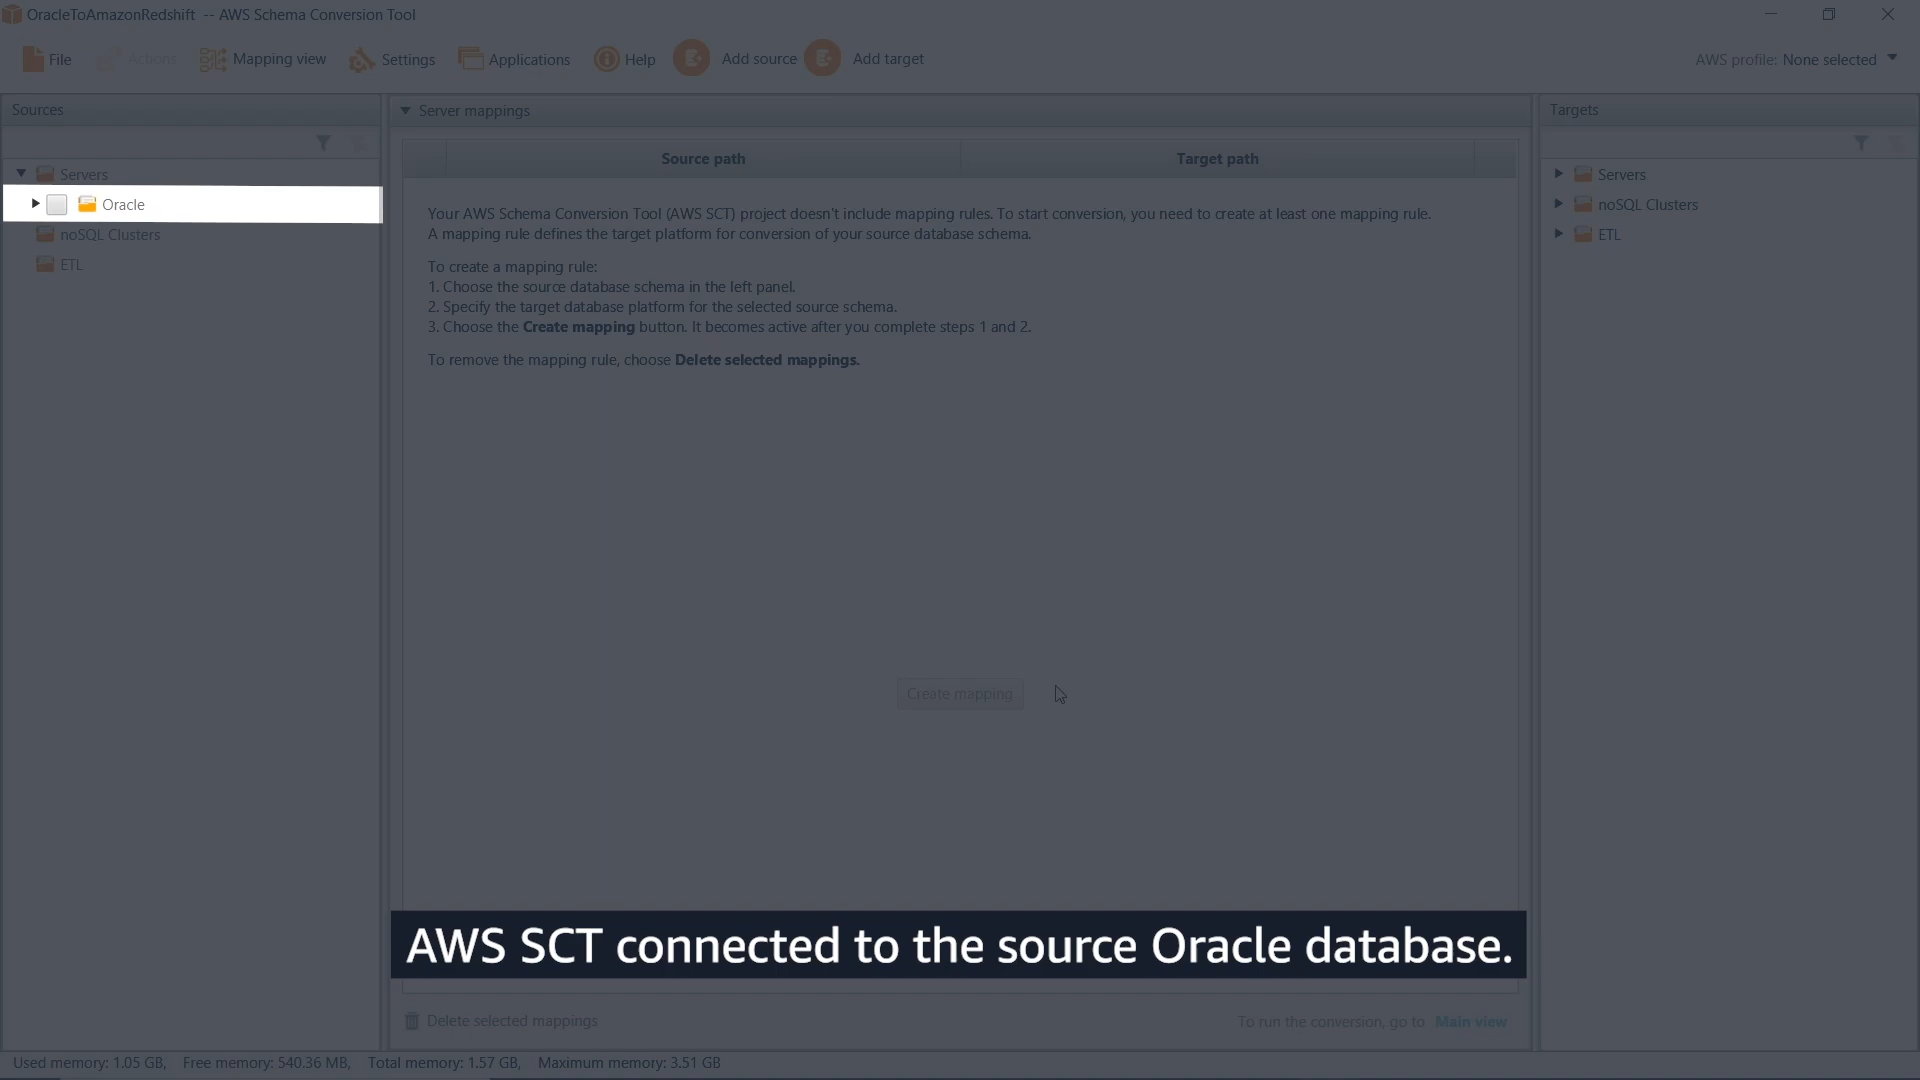 OracleToAmazonRedshift -- AWS Schema Conversion Tool
File Actions Mapping view Settings Applications Help Add source Add target AWS profile: None selected
Sources
Servers
Oracle
noSQL Clusters
ETL
Server mappings
Source path Target path
Your AWS Schema Conversion Tool (AWS SCT) project doesn't include mapping rules. To start conversion, you need to create at least one mapping rule.
A mapping rule defines the target platform for conversion of your source database schema.
To create a mapping rule:
1. Choose the source database schema in the left panel.
2. Specify the target database platform for the selected source schema.
3. Choose the Create mapping button. It becomes active after you complete steps 1 and 2.
To remove the mapping rule, choose Delete selected mappings.
Create mapping
AWS SCT connected to the source Oracle database.
Delete selected mappings
To run the conversion, go to Main view
Targets
Servers
noSQL Clusters
ETL
Used memory: 1.05 GB, Free memory: 540.36 MB, Total memory: 1.57 GB, Maximum memory: 3.51 GB